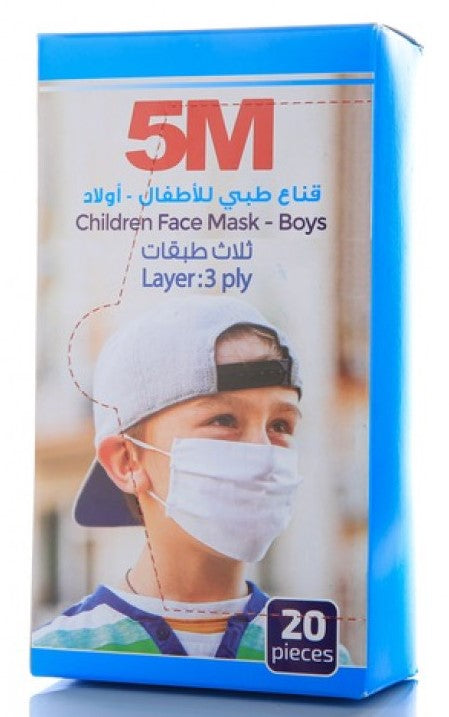 5M
قناع طبي للأطفال - أولاد
Children Face Mask - Boys
ثلاث طبقات
Layer:3 ply
20
pieces